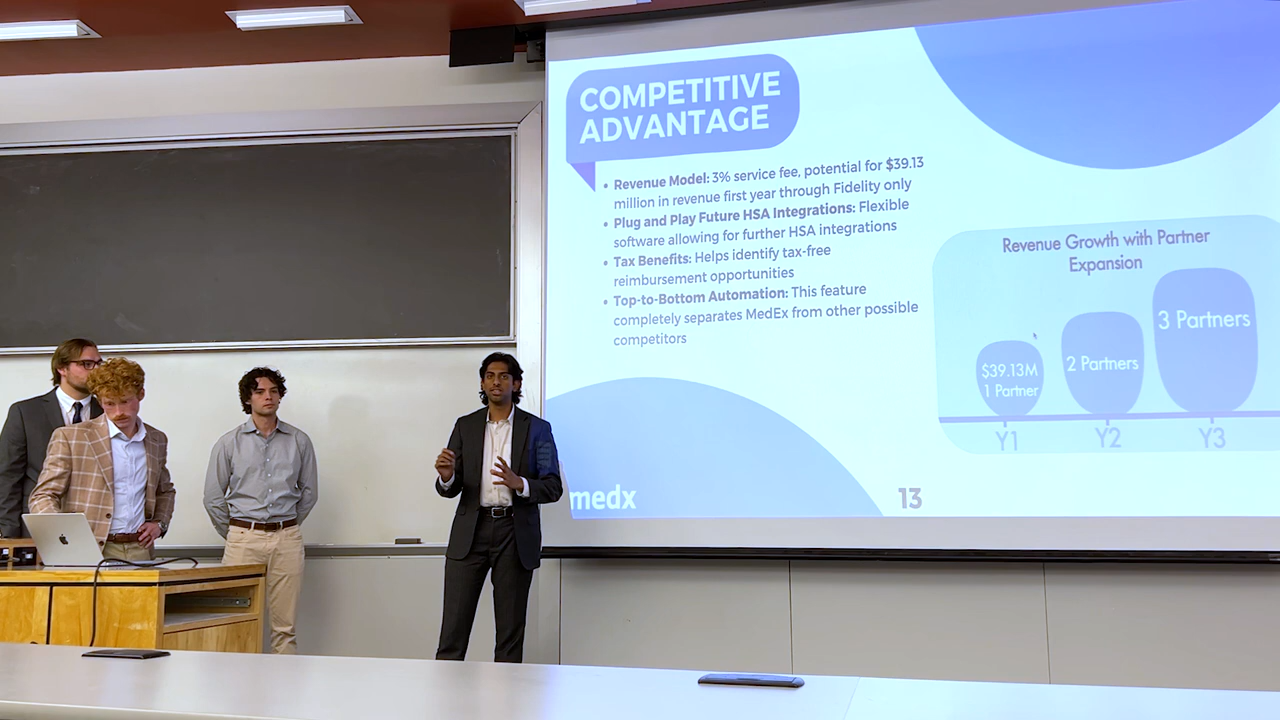 COMPETITIVE
ADVANTAGE
• Revenue Model: 3% service fee, potential for $39.13
million in revenue first year through Fidelity only
• Plug and Play Future HSA Integrations: Flexible
software allowing for further HSA integrations
• Tax Benefits: Helps identify tax-free
reimbursement opportunities
• Top-to-Bottom Automation: This feature
completely separates MedEx from other possible
competitors
Revenue Growth with Partner
Expansion
$39.13M
1 Partner
2 Partners
3 Partners
Y1
Y2
Y3
medx
13